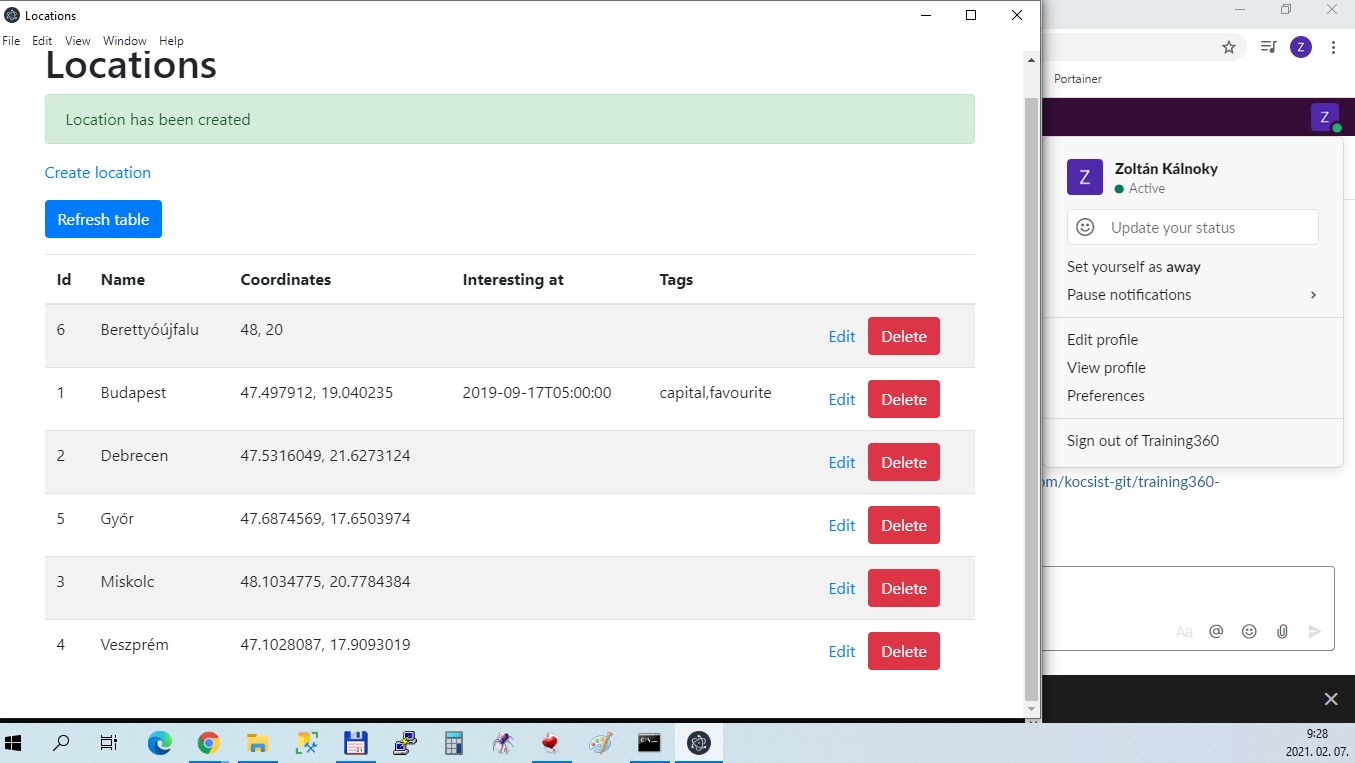 Locations
File Edit View Window Help
Locations
Location has been created
Create location
Refresh table
Id Name Coordinates Interesting at Tags
6 Berettyóújfalu 48, 20 Edit Delete
1 Budapest 47.497912, 19.040235 2019-09-17T05:00:00 capital,favourite Edit Delete
2 Debrecen 47.5316049, 21.6273124 Edit Delete
5 Győr 47.6874569, 17.6503974 Edit Delete
3 Miskolc 48.1034775, 20.7784384 Edit Delete
4 Veszprém 47.1028087, 17.9093019 Edit Delete
Z
Portainer
Z
Z Zoltán Kálnoky
Active
Update your status
Set yourself as away
Pause notifications
Edit profile
View profile
Preferences
Sign out of Training360
om/kocsist-git/training360-
Aa @
9:28
2021. 02. 07.